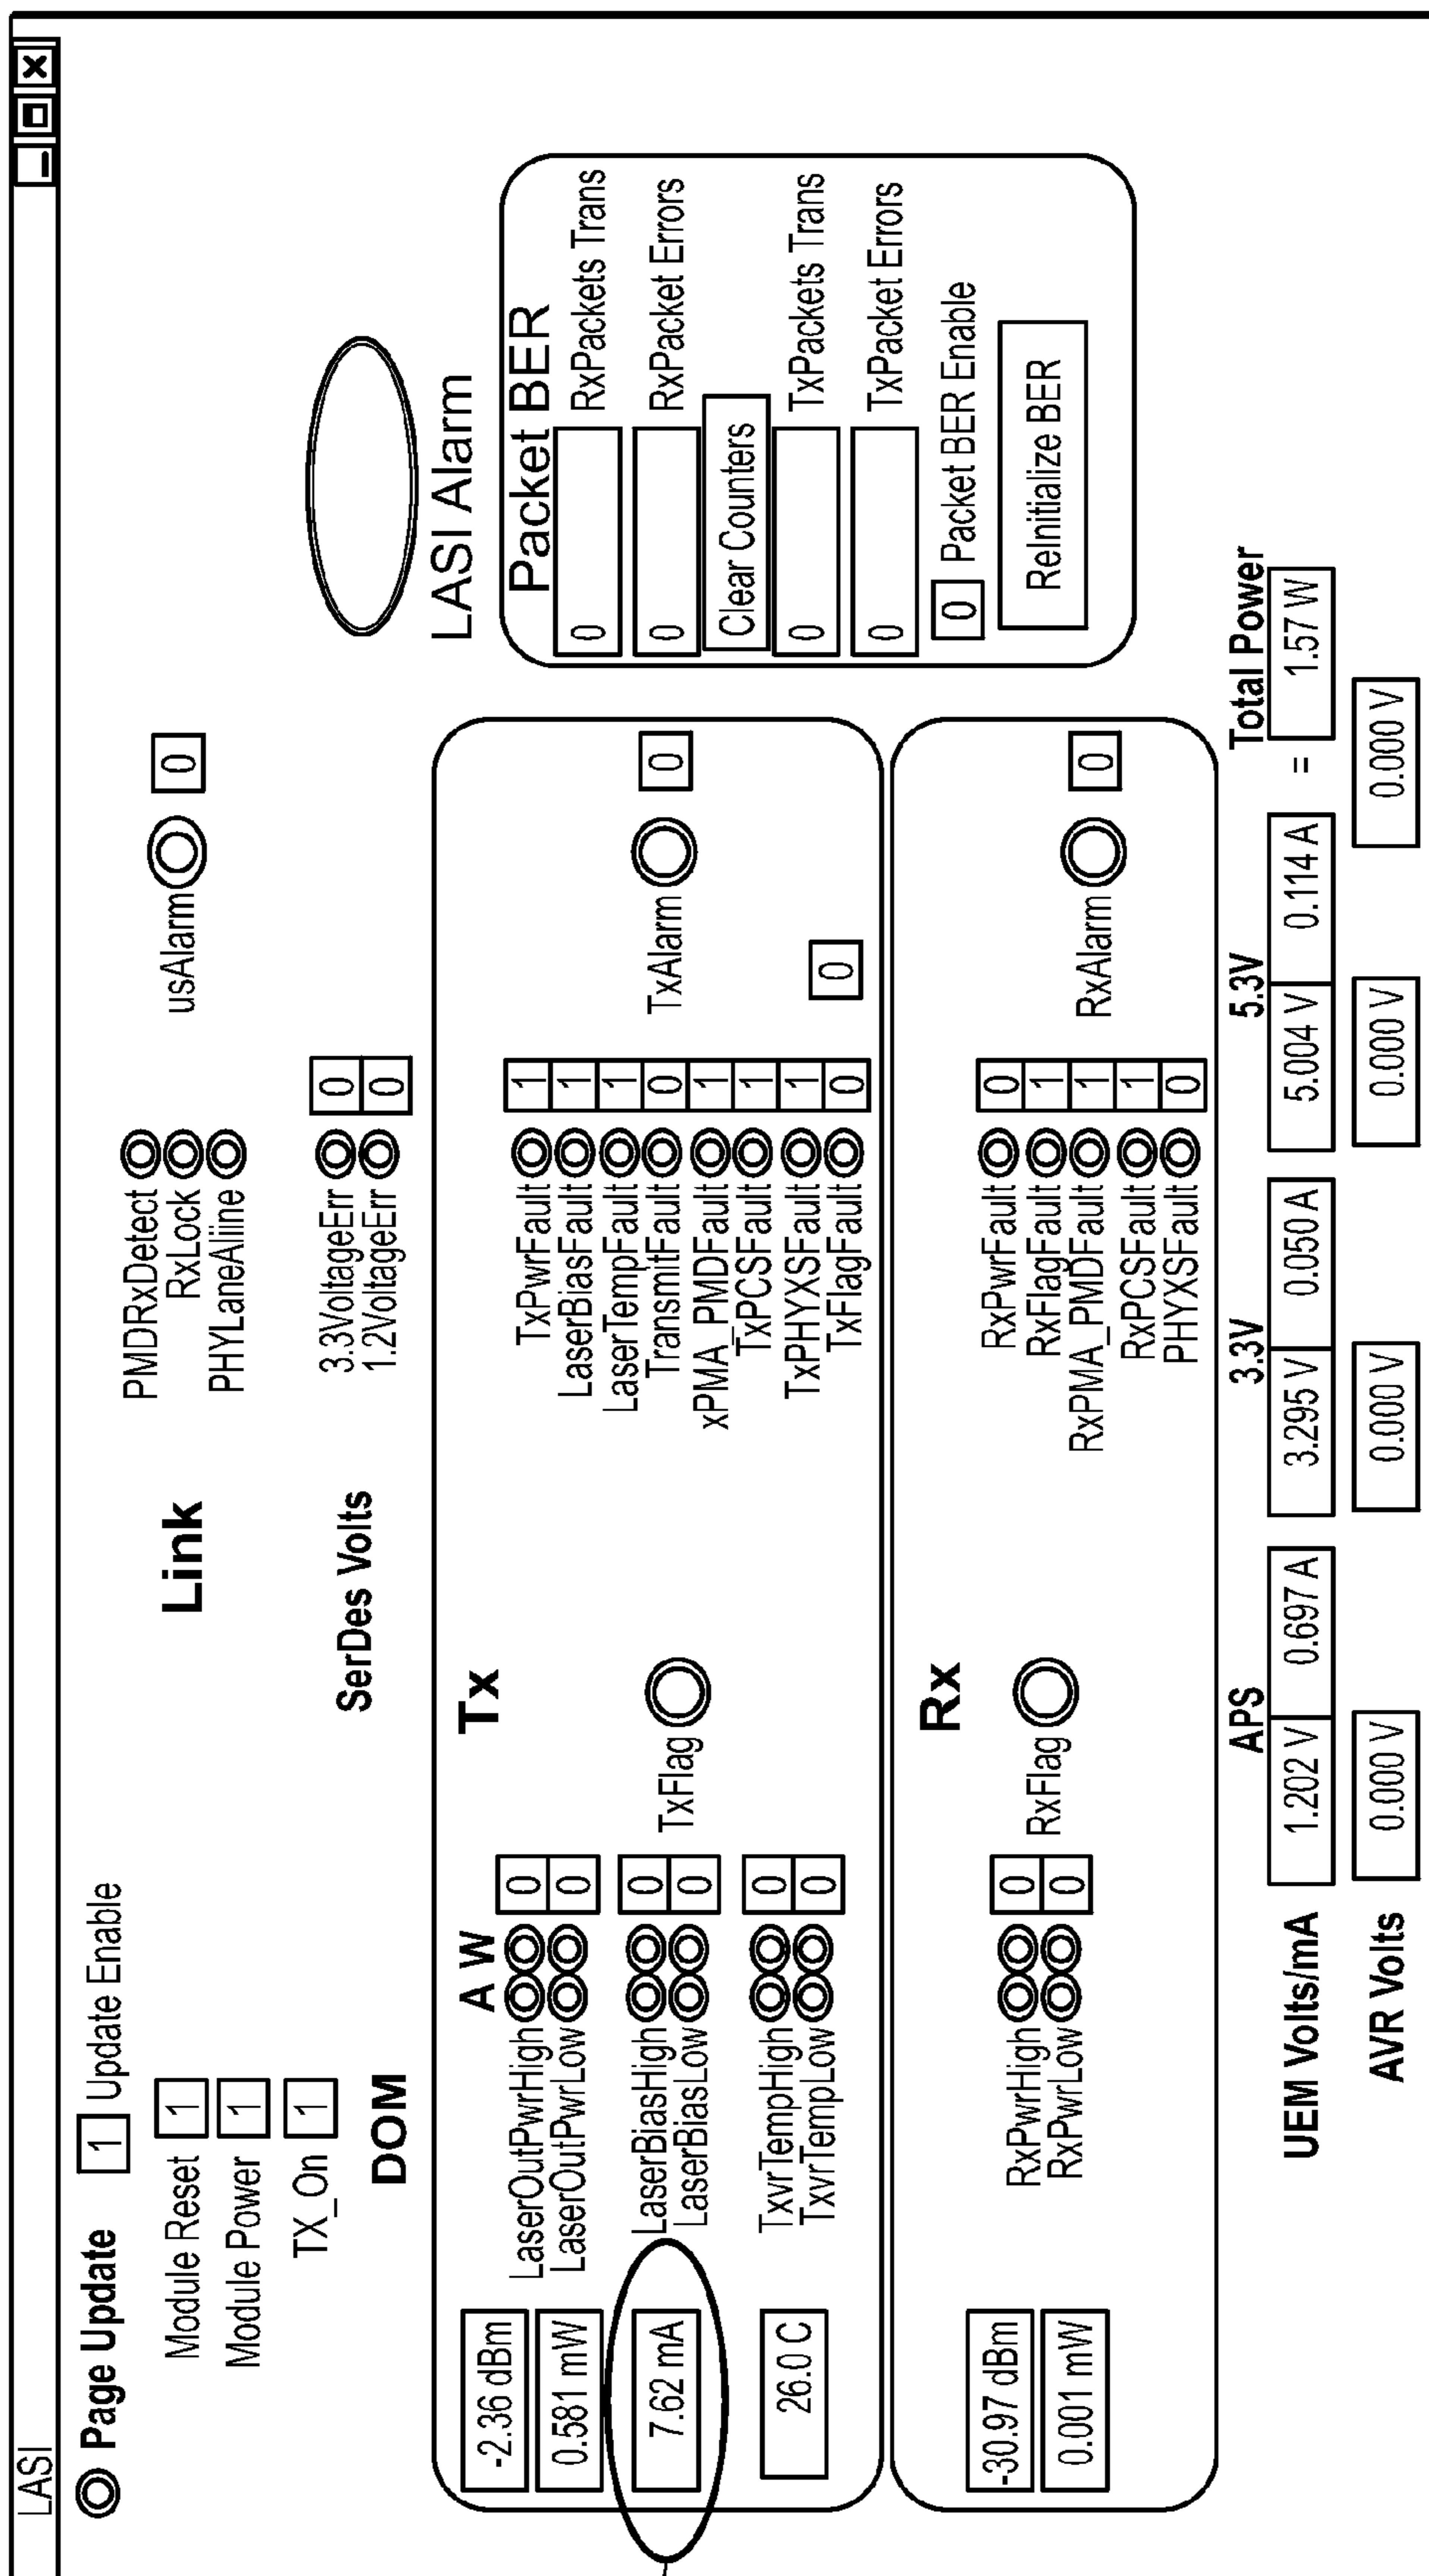 LASI
Page Update 1 Update Enable
Module Reset 1
Module Power 1
TX_On 1
Link
PMDRxDetect
RxLock
PHYLaneAliine
usAlarm 0
SerDes Volts
3.3VoltageErr 0
1.2VoltageErr 0
LASI Alarm
DOM
A W
Tx
-2.36 dBm
0.581 mW
LaserOutPwrHigh 0
LaserOutPwrLow 0
7.62 mA
LaserBiasHigh 0
LaserBiasLow 0
26.0 C
TxvrTempHigh 0
TxvrTempLow 0
TxFlag
TxPwrFault 1
LaserBiasFault 1
LaserTempFault 1
TransmitFault 0
xPMA_PMDFault 1
TxPCSFault 1
TxPHYXSFault 1
TxFlagFault 0
TxAlarm 0
0
Rx
-30.97 dBm
0.001 mW
RxPwrHigh 0
RxPwrLow 0
RxFlag
RxPwrFault 0
RxFlagFault 1
RxPMA_PMDFault 1
RxPCSFault 1
PHYXSFault 0
RxAlarm 0
Packet BER
0 RxPackets Trans
0 RxPacket Errors
Clear Counters
0 TxPackets Trans
0 TxPacket Errors
0 Packet BER Enable
ReInitialize BER
APS 3.3V 5.3V Total Power
UEM Volts/mA 1.202 V 0.697 A 3.295 V 0.050 A 5.004 V 0.114 A = 1.57 W
AVR Volts 0.000 V 0.000 V 0.000 V 0.000 V